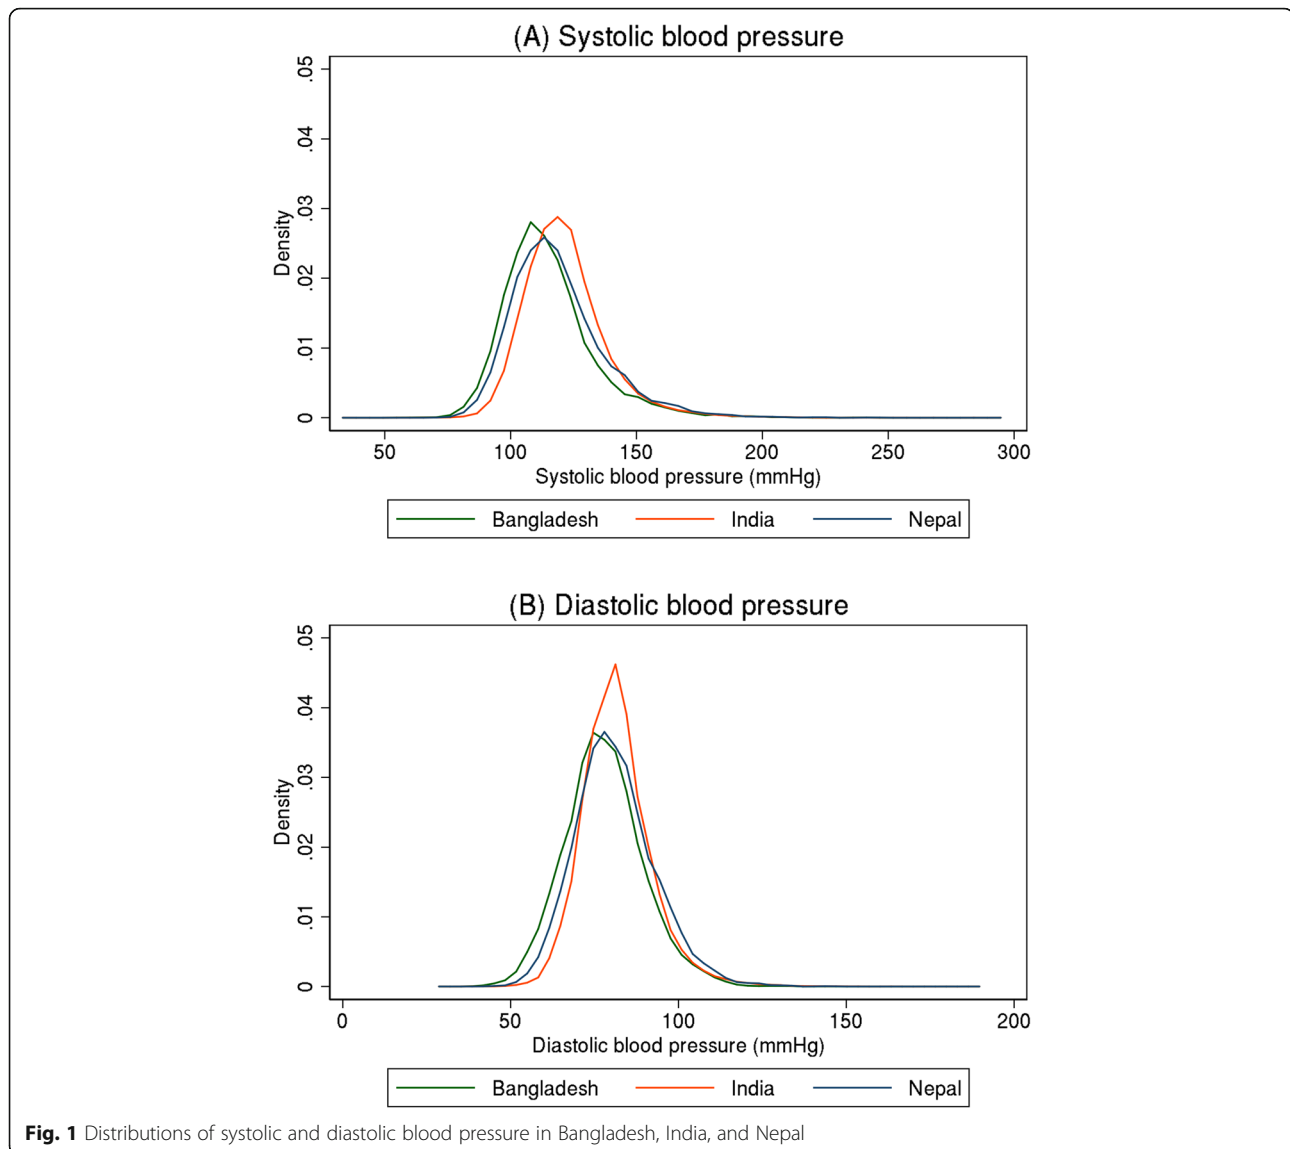 (A) Systolic blood pressure
.05
.04
.03
.02
.01
0
Density
50 100 150 200 250 300
Systolic blood pressure (mmHg)
Bangladesh India Nepal
(B) Diastolic blood pressure
.05
.04
.03
.02
.01
0
Density
0 50 100 150 200
Diastolic blood pressure (mmHg)
Bangladesh India Nepal
Fig. 1 Distributions of systolic and diastolic blood pressure in Bangladesh, India, and Nepal